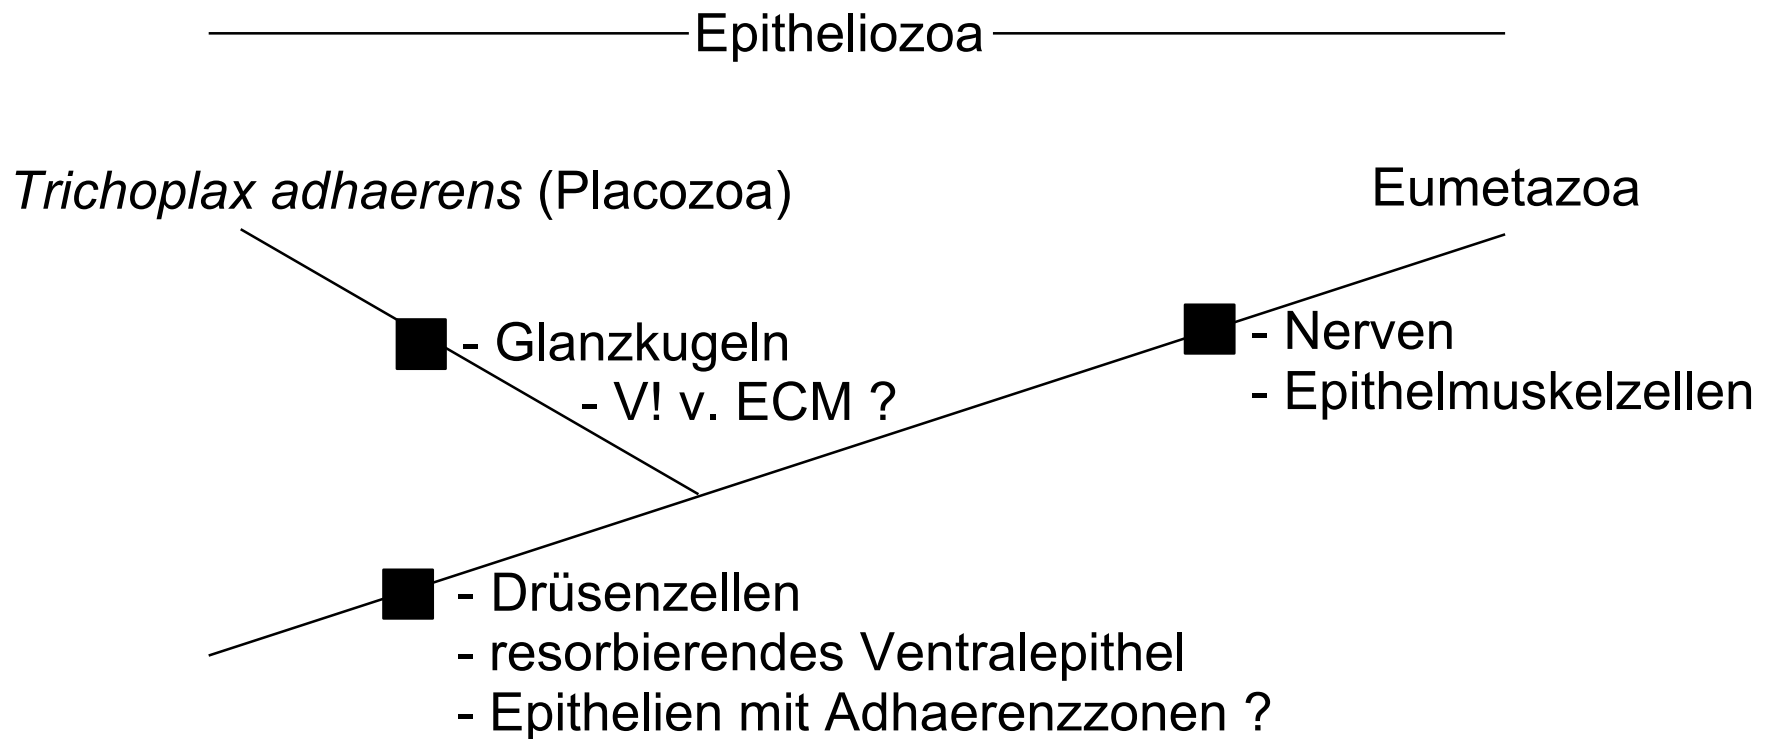 Epitheliozoa
Trichoplax adhaerens (Placozoa)
Eumetazoa
- Glanzkugeln
- V! v. ECM ?
- Nerven
- Epithelmuskelzellen
- Drüsenzellen
- resorbierendes Ventralepithel
- Epithelien mit Adhaerenzzonen ?